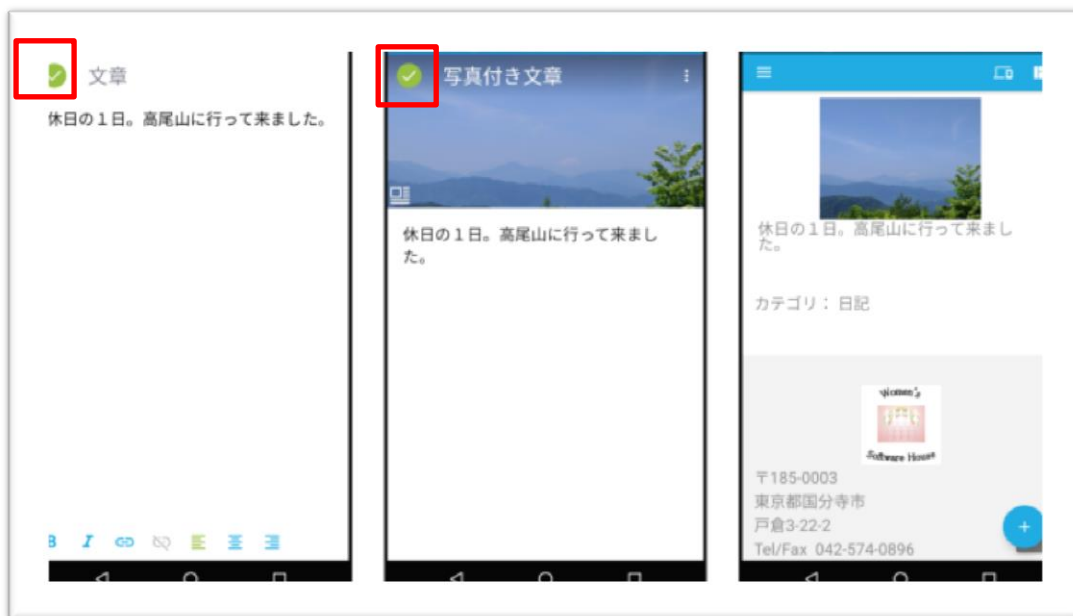 文章
休日の１日。高尾山に行って来ました。
B I
写真付き文章
休日の１日。高尾山に行って来まし
た。
休日の１日。高尾山に行って来まし
た。
カテゴリ： 日記
Women's
Software House
〒185-0003
東京都国分寺市
戸倉3-22-2
Tel/Fax 042-574-0896